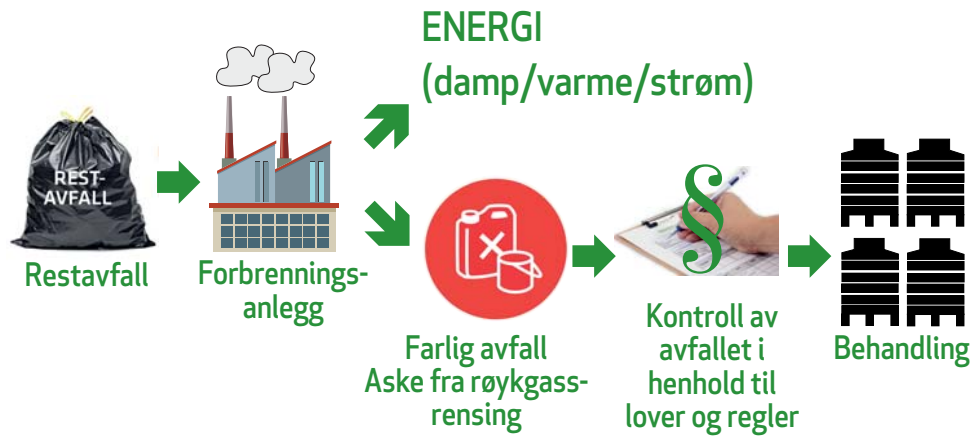 ENERGI
(damp/varme/strøm)
REST-
AVFALL
Restavfall
Forbrennings-
anlegg
Farlig avfall
Aske fra røykgass-
rensing
§
Kontroll av
avfallet i
henhold til
lover og regler
Behandling